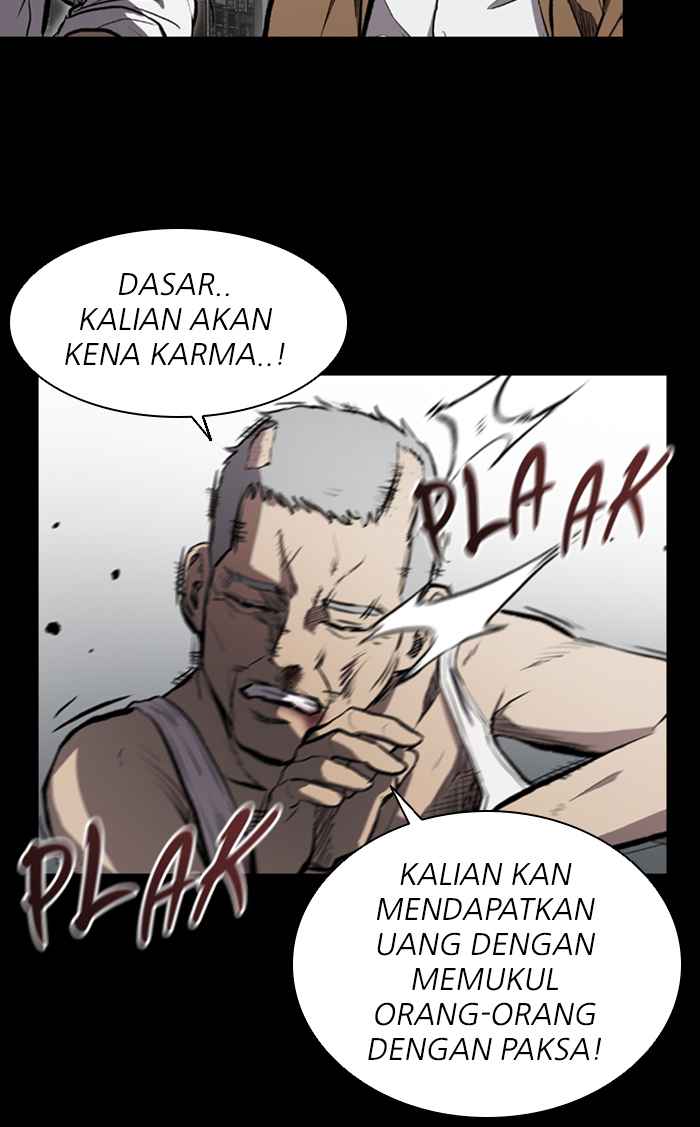 DASAR..
KALIAN AKAN
KENA KARMA..!
PLAAK
PLAK
KALIAN KAN
MENDAPATKAN
UANG DENGAN
MEMUKUL
ORANG-ORANG
DENGAN PAKSA!